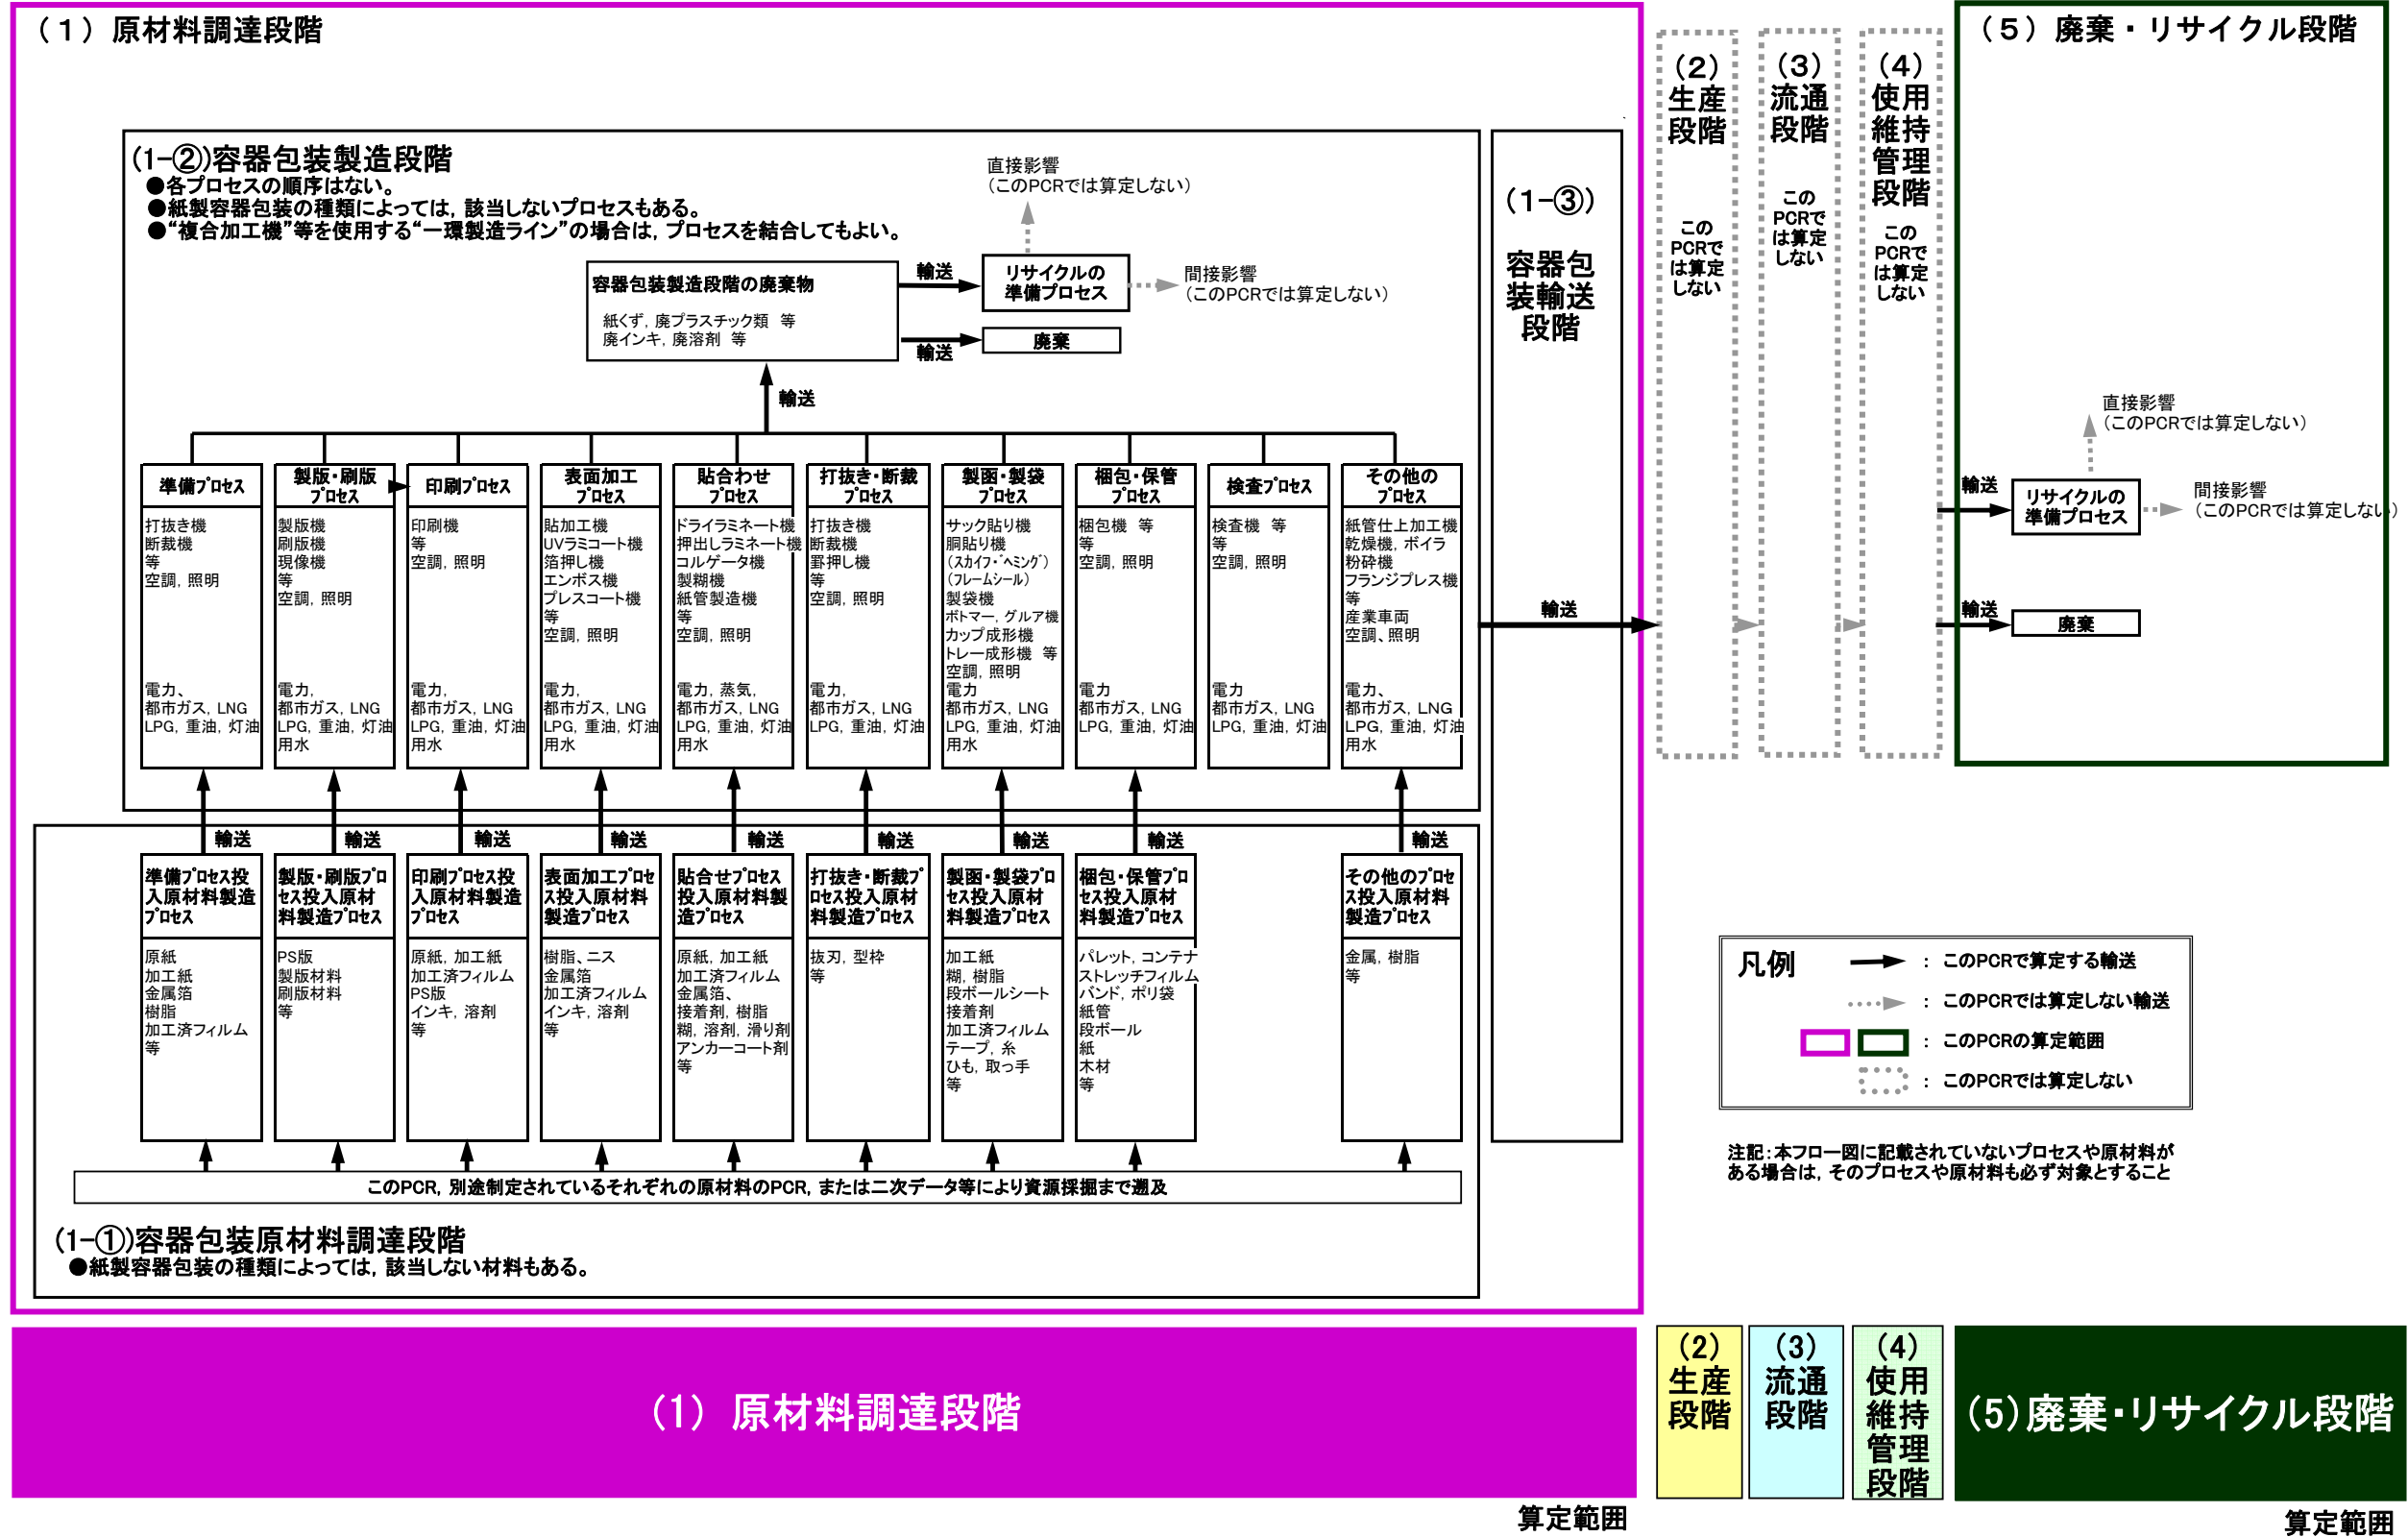 （１）原材料調達段階
(1-②)容器包装製造段階
●各プロセスの順序はない。
●紙製容器包装の種類によっては, 該当しないプロセスもある。
●“複合加工機”等を使用する“一環製造ライン”の場合は, プロセスを結合してもよい。
直接影響
（このPCRでは算定しない）
容器包装製造段階の廃棄物
紙くず, 廃プラスチック類　等
廃インキ, 廃溶剤　等
輸送
リサイクルの
準備プロセス
間接影響
（このPCRでは算定しない）
輸送
廃棄
輸送
準備ﾌﾟﾛｾｽ
打抜き機
断裁機
等
空調, 照明
電力、
都市ガス, LNG
LPG, 重油, 灯油
製版・刷版
ﾌﾟﾛｾｽ
製版機
刷版機
現像機
等
空調, 照明
電力,
都市ガス, LNG
LPG, 重油, 灯油
用水
印刷ﾌﾟﾛｾｽ
印刷機
等
空調, 照明
電力,
都市ガス, LNG
LPG, 重油, 灯油
用水
表面加工
ﾌﾟﾛｾｽ
貼加工機
UVラミコート機
箔押し機
エンボス機
プレスコート機
等
空調, 照明
電力,
都市ガス, LNG
LPG, 重油, 灯油
用水
貼合わせ
ﾌﾟﾛｾｽ
ドライラミネート機
押出しラミネート機
コルゲータ機
製糊機
紙管製造機
等
空調, 照明
電力, 蒸気,
都市ガス, LNG
LPG, 重油, 灯油
用水
打抜き・断裁
ﾌﾟﾛｾｽ
打抜き機
断裁機
罫押し機
等
空調, 照明
電力,
都市ガス, LNG
LPG, 重油, 灯油
製函・製袋
ﾌﾟﾛｾｽ
サック貼り機
胴貼り機
（ｽｶｲﾌ・ﾞﾍﾐﾝｸﾞ）
（ﾌﾚｰﾑｼｰﾙ）
製袋機
ボトマー, グルア機
カップ成形機
トレー成形機　等
空調, 照明
電力
都市ガス, LNG
LPG, 重油, 灯油
用水
梱包・保管
ﾌﾟﾛｾｽ
梱包機　等
等
空調, 照明
電力
都市ガス, LNG
LPG, 重油, 灯油
検査ﾌﾟﾛｾｽ
検査機　等
等
空調, 照明
電力
都市ガス, LNG
LPG, 重油, 灯油
その他の
ﾌﾟﾛｾｽ
紙管仕上加工機
乾燥機, ボイラ
粉砕機
フランジプレス機
等
産業車両
空調、照明
電力、
都市ガス, LNG
LPG, 重油, 灯油
用水
輸送
輸送
輸送
輸送
輸送
輸送
輸送
輸送
輸送
準備ﾌﾟﾛｾｽ投
入原材料製造
ﾌﾟﾛｾｽ
原紙
加工紙
金属箔
樹脂
加工済フィルム
等
製版・刷版ﾌﾟﾛ
ｾｽ投入原材
料製造ﾌﾟﾛｾｽ
PS版
製版材料
刷版材料
等
印刷ﾌﾟﾛｾｽ投
入原材料製造
ﾌﾟﾛｾｽ
原紙, 加工紙
加工済フィルム
PS版
インキ, 溶剤
等
表面加工ﾌﾟﾛｾ
ｽ投入原材料
製造ﾌﾟﾛｾｽ
樹脂、ニス
金属箔
加工済フィルム
インキ, 溶剤
等
貼合せﾌﾟﾛｾｽ
投入原材料製
造ﾌﾟﾛｾｽ
原紙, 加工紙
加工済フィルム
金属箔、
接着剤, 樹脂
糊, 溶剤, 滑り剤
アンカーコート剤
等
打抜き・断裁ﾌﾟ
ﾛｾｽ投入原材
料製造ﾌﾟﾛｾｽ
抜刃, 型枠
等
製函・製袋ﾌﾟﾛ
ｾｽ投入原材
料製造ﾌﾟﾛｾｽ
加工紙
糊, 樹脂
段ボールシート
接着剤
加工済フィルム
テープ, 糸
ひも, 取っ手
等
梱包・保管ﾌﾟﾛ
ｾｽ投入原材
料製造ﾌﾟﾛｾｽ
パレット, コンテナ
ストレッチフィルム
バンド, ポリ袋
紙管
段ボール
紙
木材
等
その他のﾌﾟﾛｾ
ｽ投入原材料
製造ﾌﾟﾛｾｽ
金属, 樹脂
等
このPCR, 別途制定されているそれぞれの原材料のPCR, または二次データ等により資源採掘まで遡及
(1-①)容器包装原材料調達段階
●紙製容器包装の種類によっては, 該当しない材料もある。
（1-③）
容器包
装輸送
段階
輸送
（２）
生産
段階
この
PCRで
は算定
しない
（３）
流通
段階
この
PCRで
は算定
しない
（４）
使用
維持
管理
段階
この
PCRで
は算定
しない
（５）廃棄・リサイクル段階
直接影響
（このPCRでは算定しない）
輸送
リサイクルの
準備プロセス
間接影響
（このPCRでは算定しない）
輸送
廃棄
凡例
：　このPCRで算定する輸送
：　このPCRでは算定しない輸送
：　このPCRの算定範囲
：　このPCRでは算定しない
注記：本フロー図に記載されていないプロセスや原材料が
ある場合は, そのプロセスや原材料も必ず対象とすること
（1） 原材料調達段階
（2）
生産
段階
（3）
流通
段階
（4）
使用
維持
管理
段階
（5）廃棄・リサイクル段階
算定範囲
算定範囲